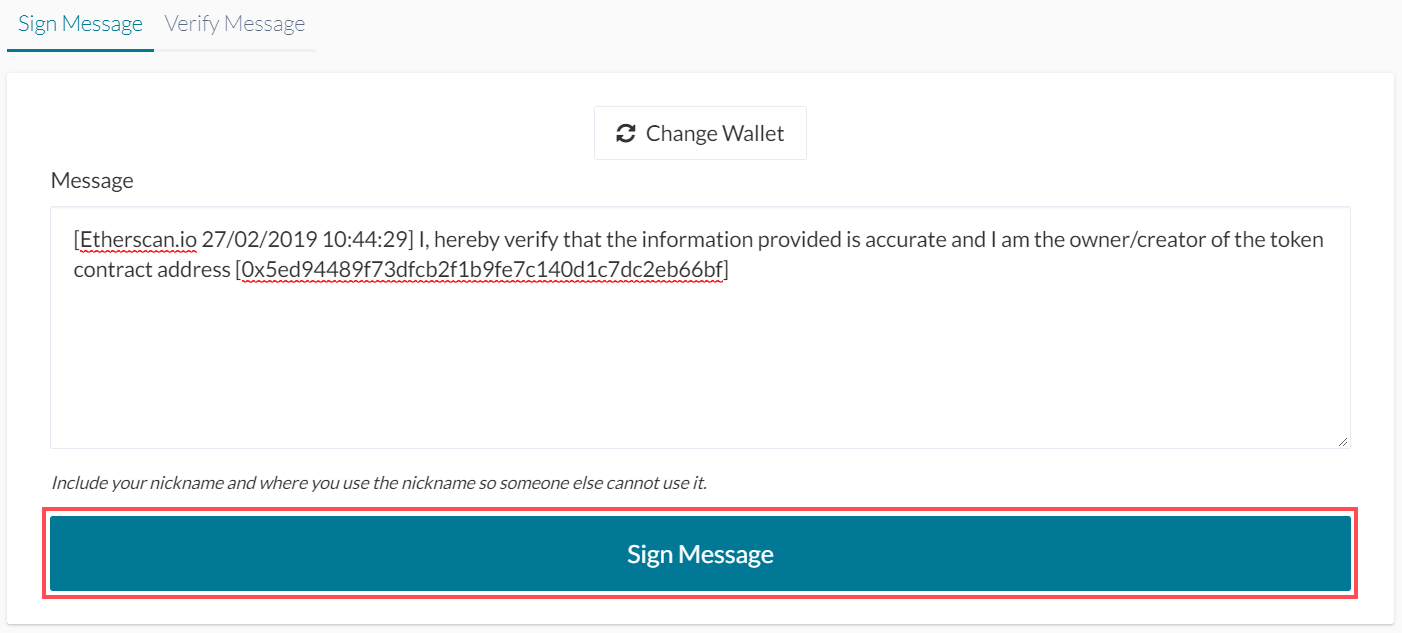 Sign Message Verify Message
Change Wallet
Message
[Etherscan.io 27/02/2019 10:44:29] I, hereby verify that the information provided is accurate and I am the owner/creator of the token
contract address [0x5ed94489f73dfcb2f1b9fe7c140d1c7dc2eb66bf]
Include your nickname and where you use the nickname so someone else cannot use it.
Sign Message